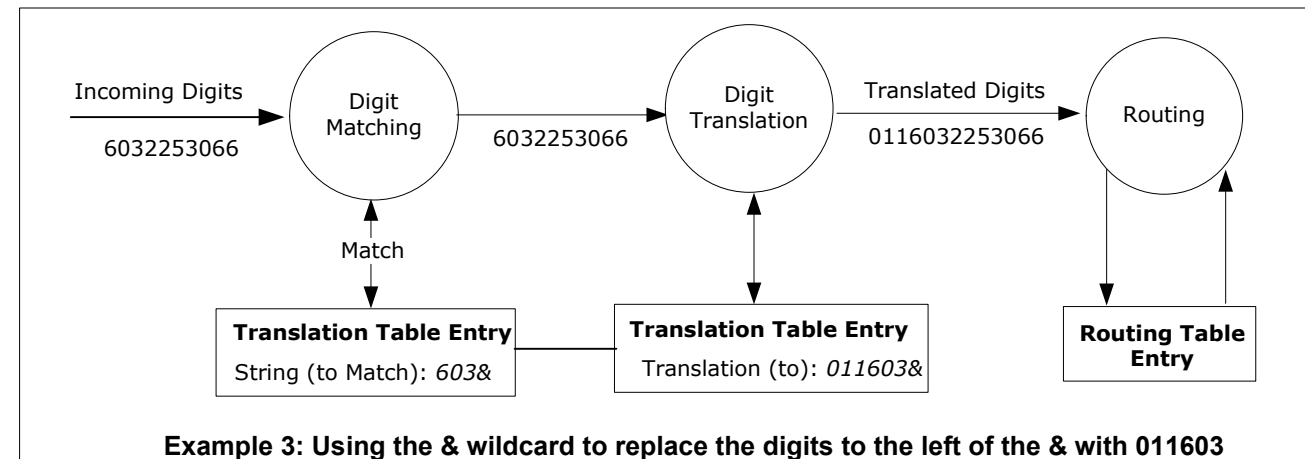 Incoming Digits
6032253066
Digit
Matching
6032253066
Digit
Translation
Translated Digits
0116032253066
Routing
Match
Translation Table Entry
String (to Match): 603&
Translation Table Entry
Translation (to): 011603&
Routing Table
Entry
Example 3: Using the & wildcard to replace the digits to the left of the & with 011603